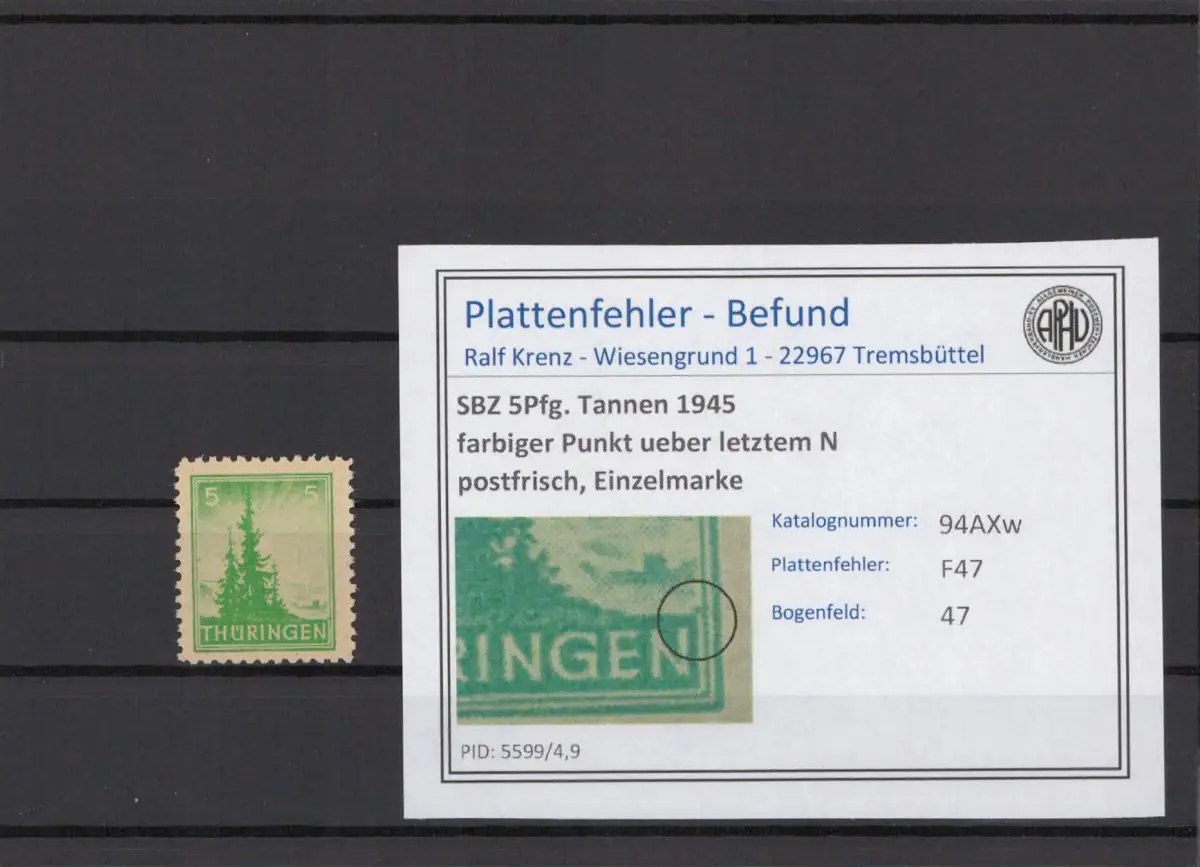 5 5
THÜRINGEN
Plattenfehler - Befund
Ralf Krenz - Wiesengrund 1 - 22967 Tremsbüttel
APHV
SBZ 5Pfg. Tannen 1945
farbiger Punkt ueber letztem N
postfrisch, Einzelmarke
Katalognummer: 94AXw
Plattenfehler: F47
Bogenfeld: 47
RINGEN
PID: 5599/4,9